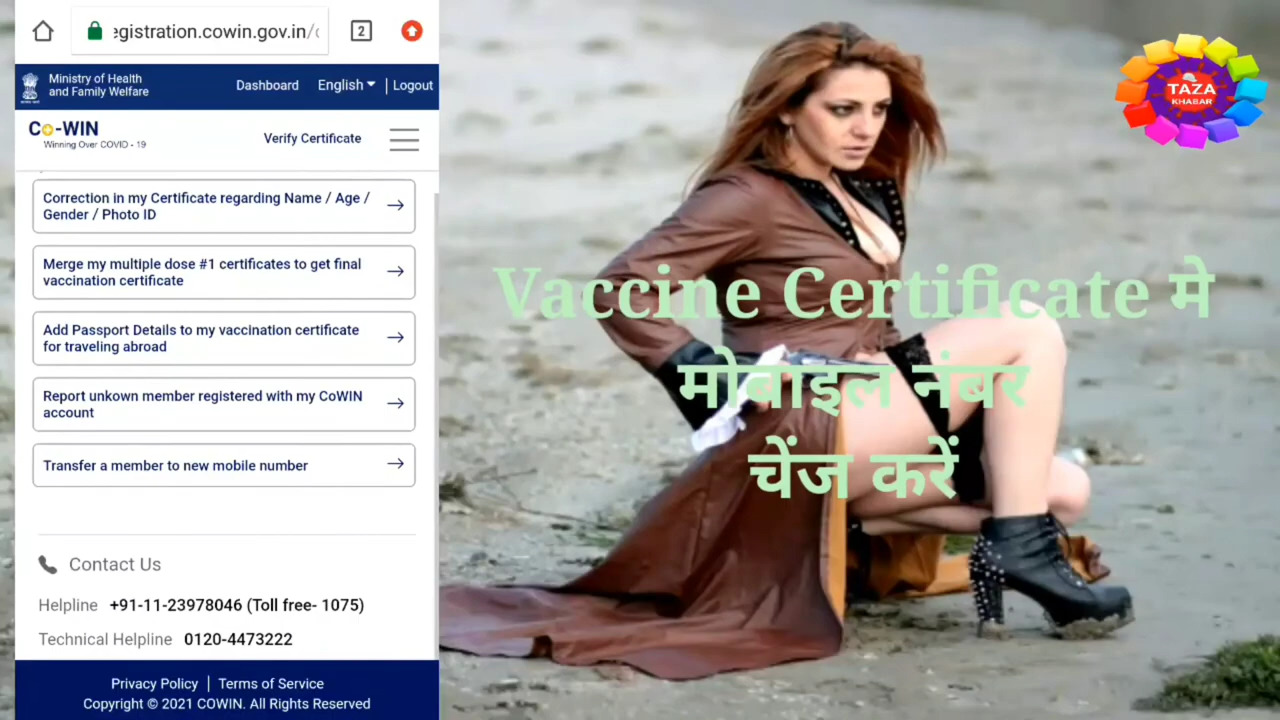 egistration.cowin.gov.in/
2
Ministry of Health
and Family Welfare
Dashboard
English
Logout
Co-WIN
Winning Over COVID - 19
Verify Certificate
Correction in my Certificate regarding Name / Age /
Gender / Photo ID
Merge my multiple dose #1 certificates to get final
vaccination certificate
Add Passport Details to my vaccination certificate
for traveling abroad
Report unkown member registered with my CoWIN
account
Transfer a member to new mobile number
Contact Us
Helpline +91-11-23978046 (Toll free- 1075)
Technical Helpline 0120-4473222
Privacy Policy | Terms of Service
Copyright © 2021 COWIN. All Rights Reserved
TAZA
KHABAR
Vaccine Certificate मे
मोबाइल नंबर
चेंज करें